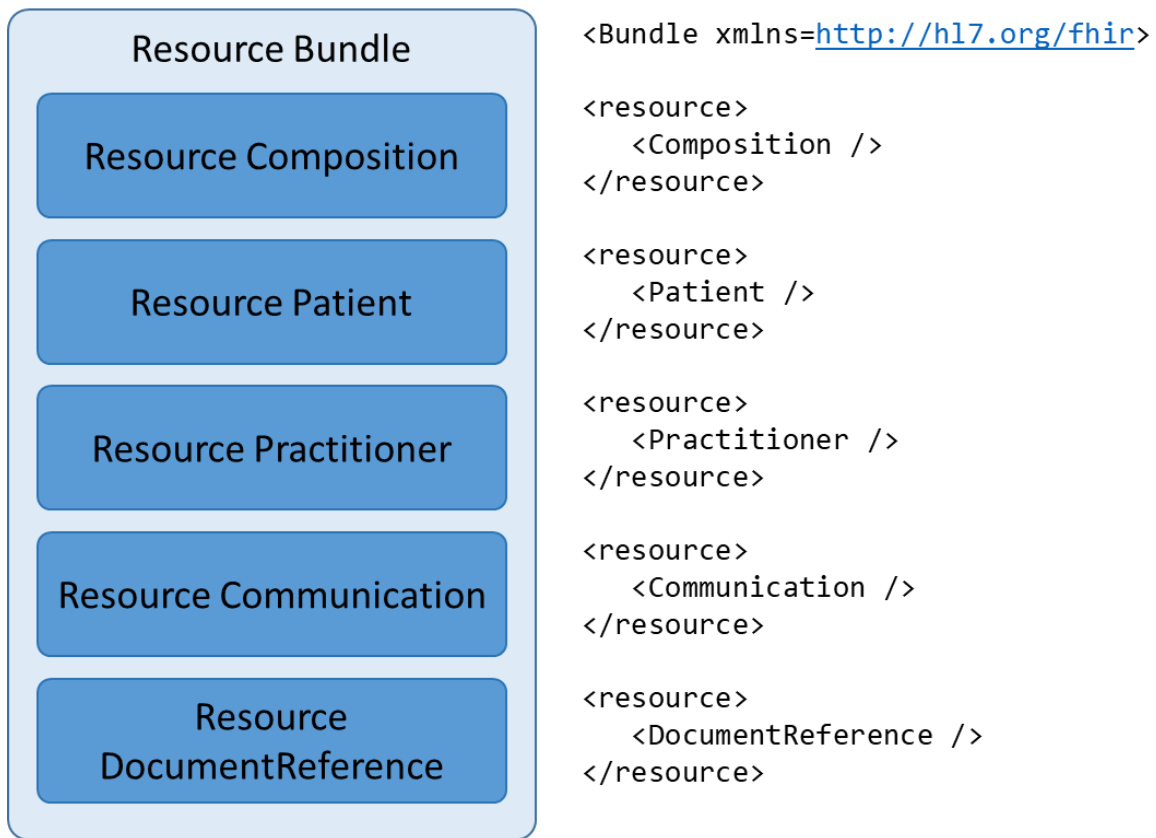 Resource Bundle
Resource Composition
Resource Patient
Resource Practitioner
Resource Communication
Resource
DocumentReference
<Bundle xmlns=http://hl7.org/fhir>
<resource>
   <Composition />
</resource>
<resource>
   <Patient />
</resource>
<resource>
   <Practitioner />
</resource>
<resource>
   <Communication />
</resource>
<resource>
   <DocumentReference />
</resource>